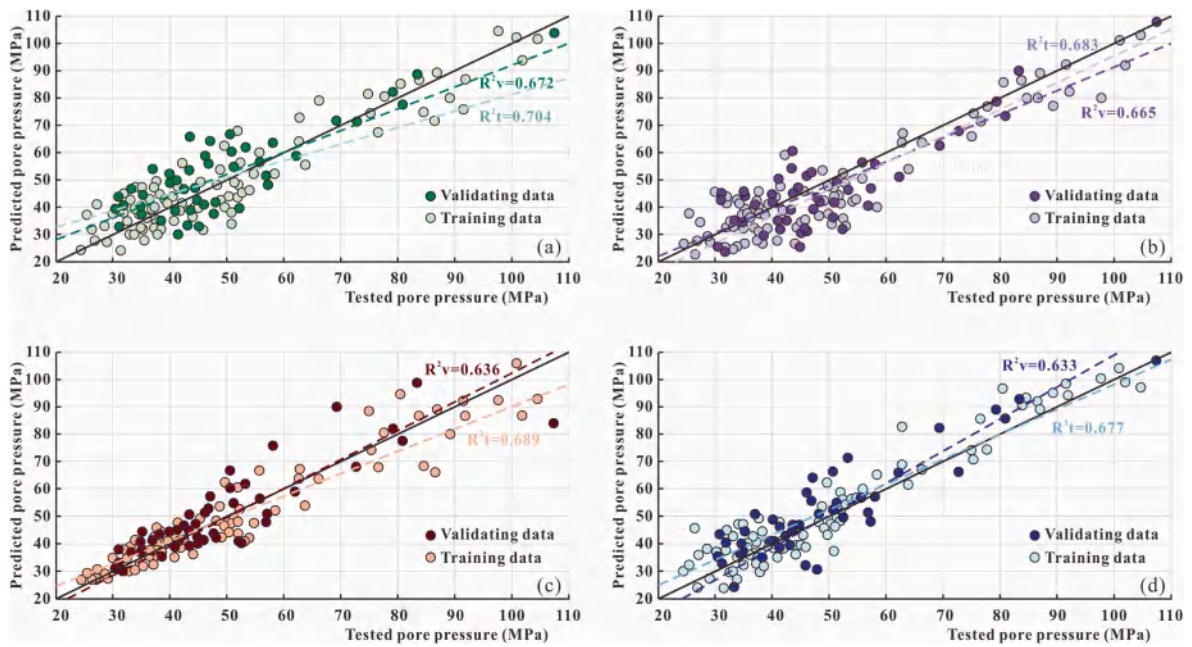 110
100
90
80
70
60
50
40
30
20
Predicted pore pressure (MPa)
R²v=0.672
R²t=0.704
Validating data
Training data
(a)
20 30 40 50 60 70 80 90 100 110
Tested pore pressure (MPa)
110
100
90
80
70
60
50
40
30
20
Predicted pore pressure (MPa)
R²t=0.683
R²v=0.665
Validating data
Training data
(b)
20 30 40 50 60 70 80 90 100 110
Tested pore pressure (MPa)
110
100
90
80
70
60
50
40
30
20
Predicted pore pressure (MPa)
R²v=0.636
R²t=0.689
Validating data
Training data
(c)
20 30 40 50 60 70 80 90 100 110
Tested pore pressure (MPa)
110
100
90
80
70
60
50
40
30
20
Predicted pore pressure (MPa)
R²v=0.633
R²t=0.677
Validating data
Training data
(d)
20 30 40 50 60 70 80 90 100 110
Tested pore pressure (MPa)